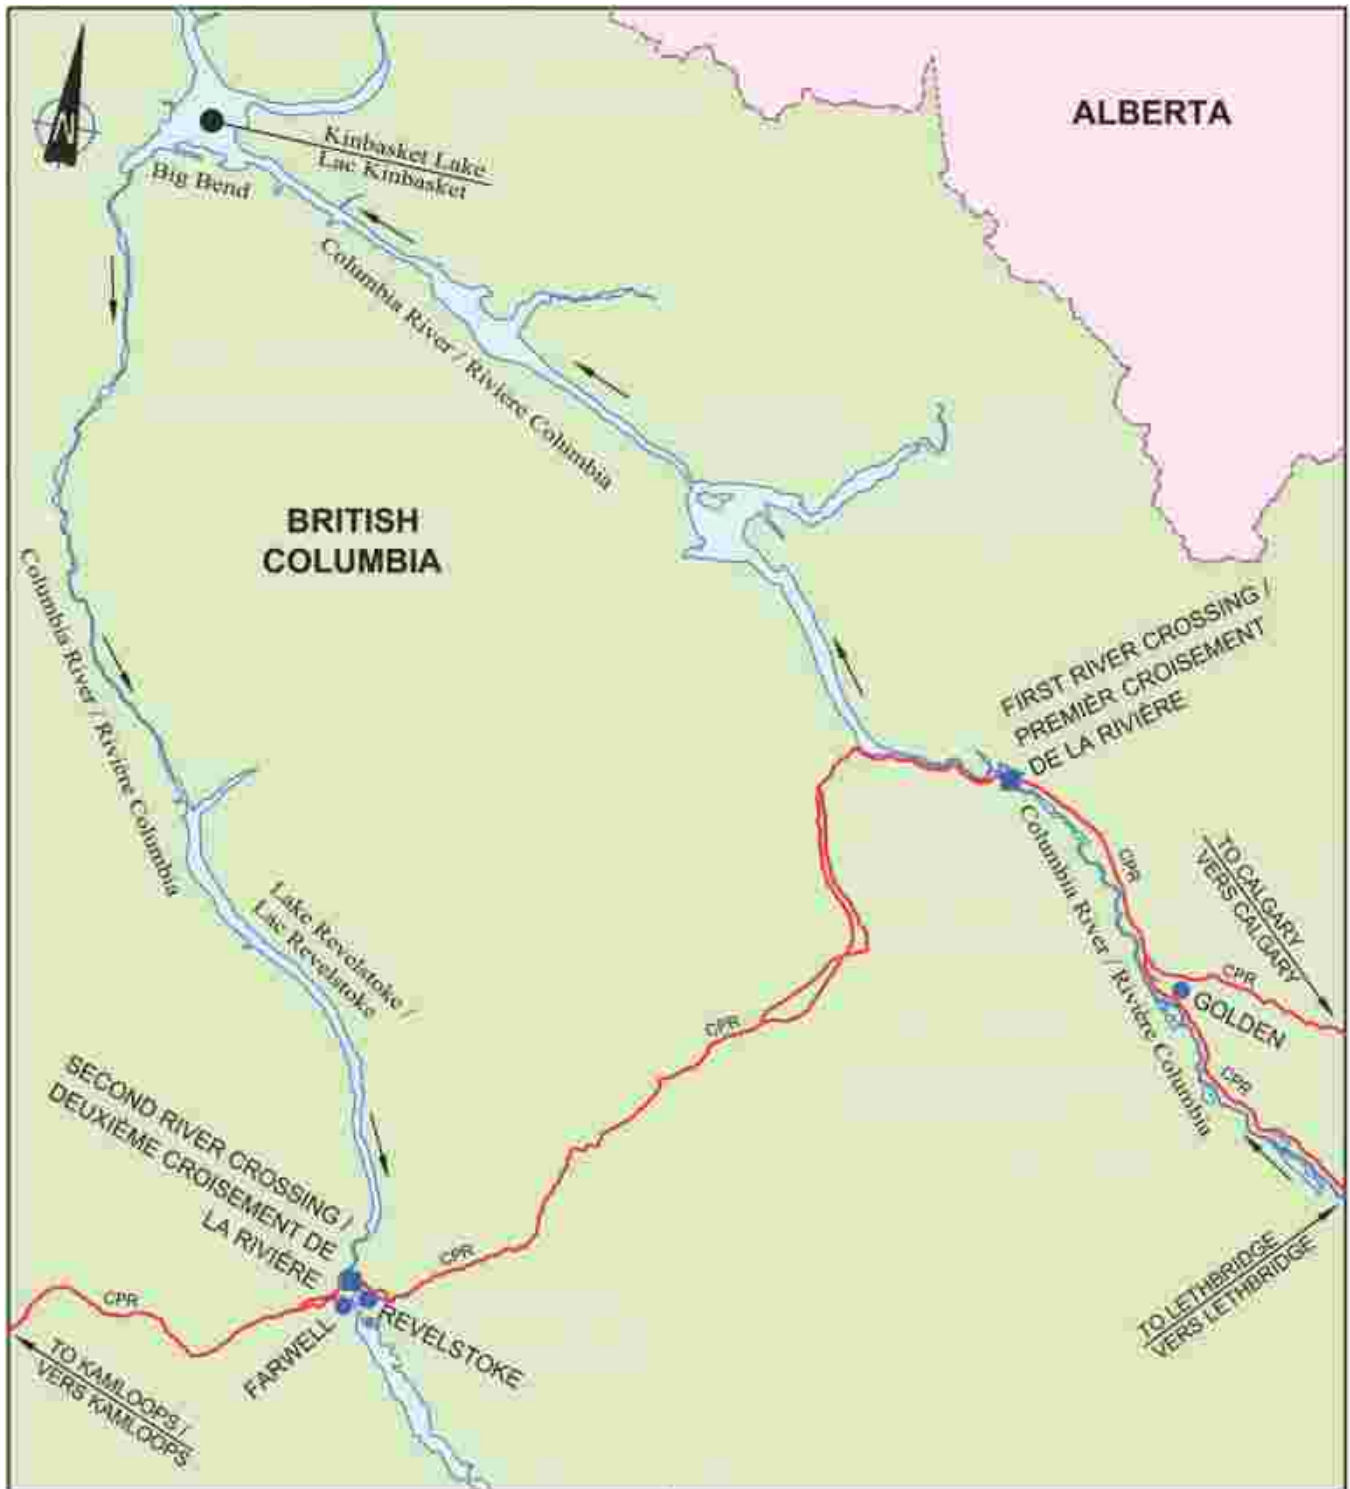 ALBERTA
N
Kinbasket Lake
Lac Kinbasket
Big Bend
Columbia River / Rivière Columbia
BRITISH
COLUMBIA
Columbia River / Rivière Columbia
FIRST RIVER CROSSING /
PREMIER CROISEMENT
DE LA RIVIÈRE
Columbia River / Rivière Columbia
CPR
TO CALGARY
VERS CALGARY
CPR
GOLDEN
Lake Revelstoke /
Lac Revelstoke
CPR
CPR
SECOND RIVER CROSSING /
DEUXIÈME CROISEMENT DE
LA RIVIÈRE
CPR
CPR
REVELSTOKE
FARWELL
TO LETHBRIDGE
VERS LETHBRIDGE
TO KAMLOOPS /
VERS KAMLOOPS